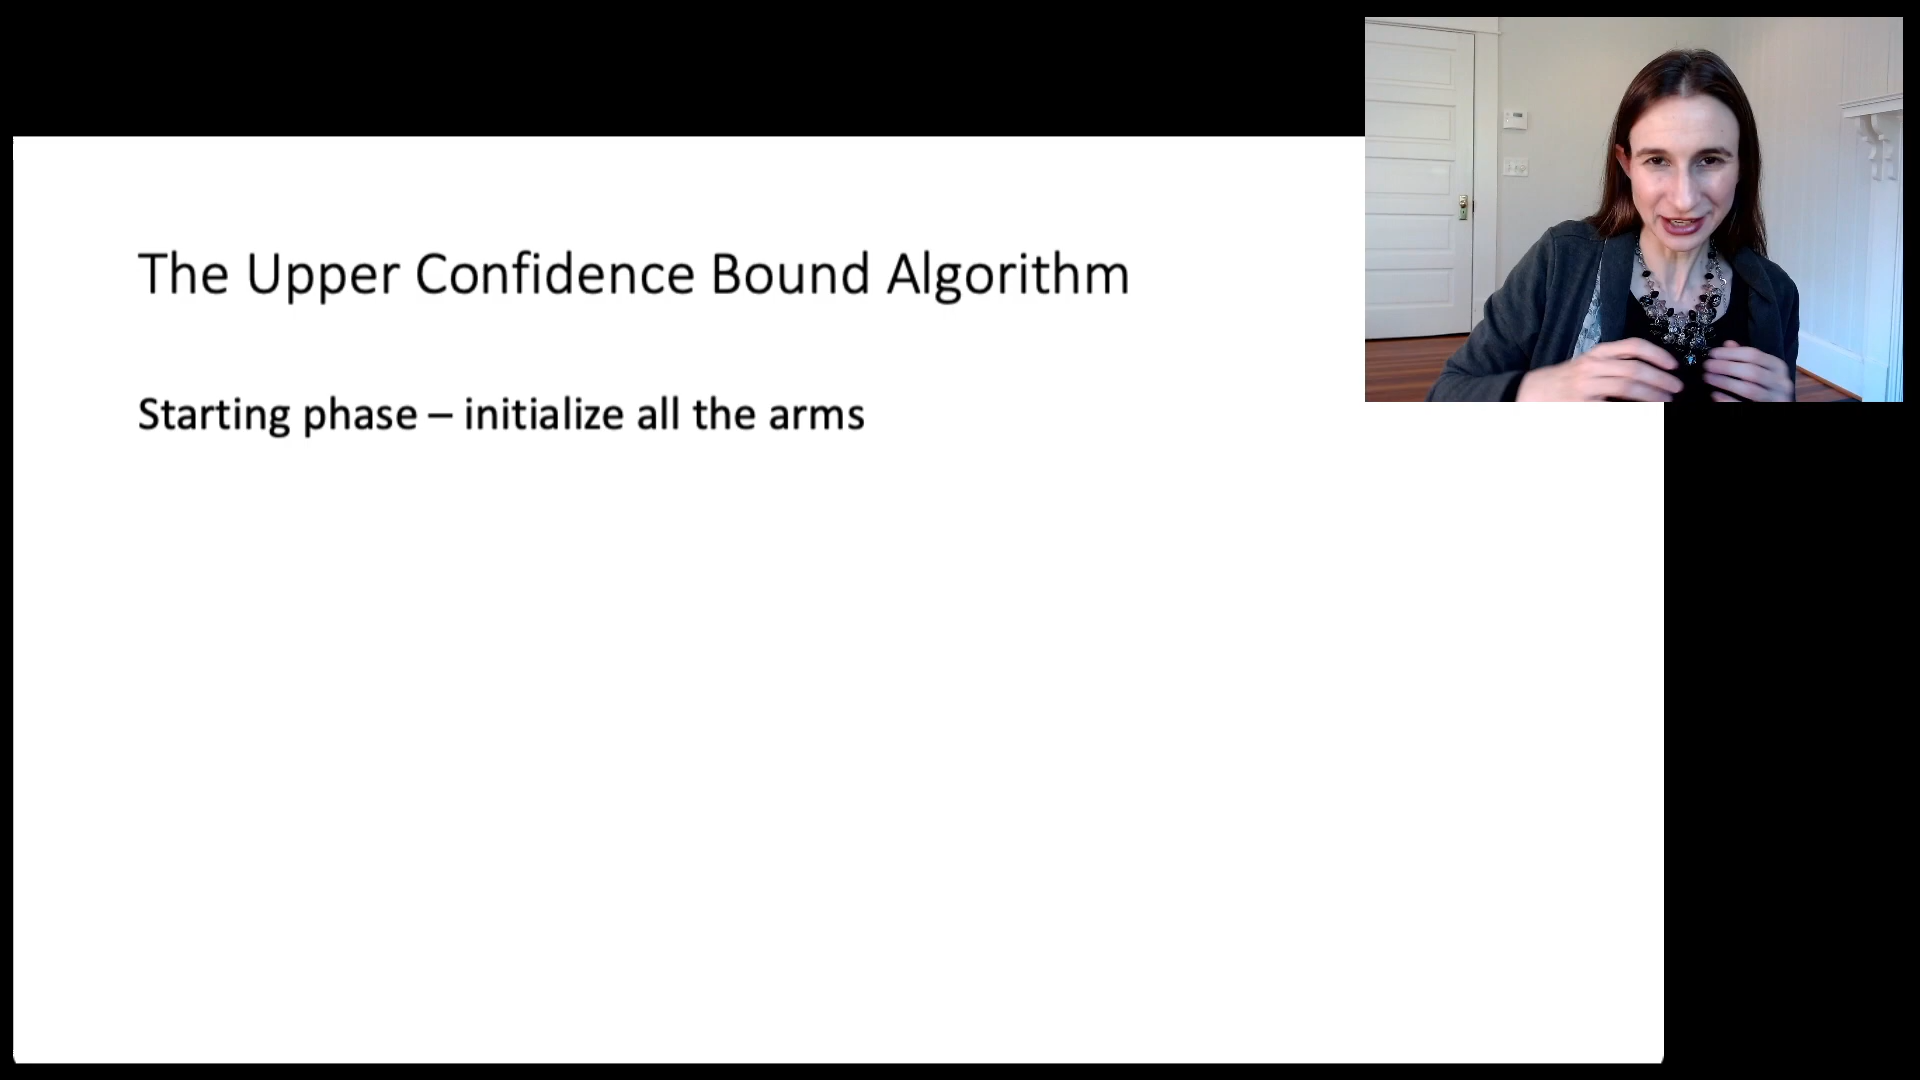 The Upper Confidence Bound Algorithm
Starting phase – initialize all the arms